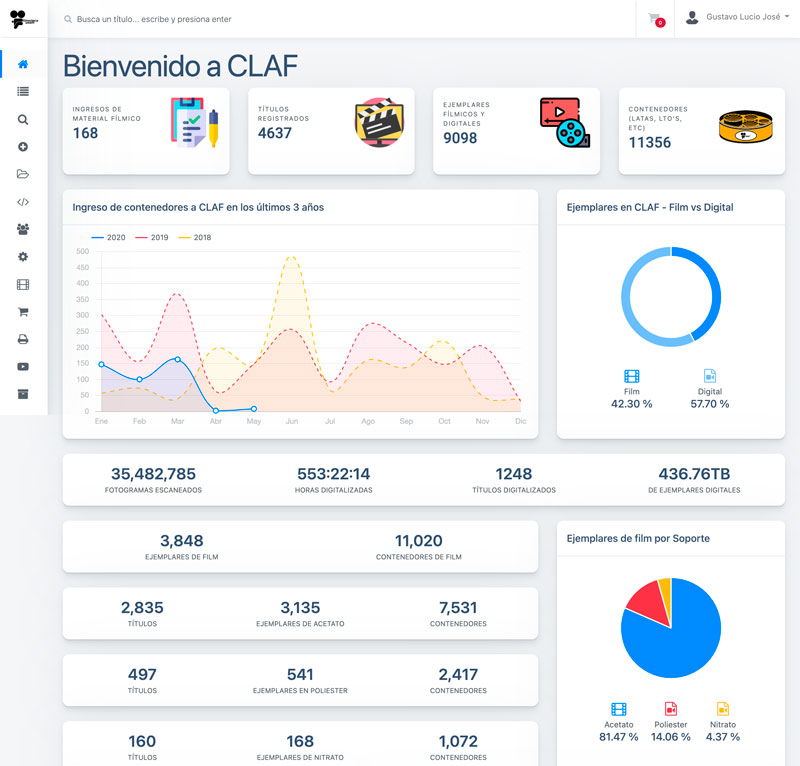 Busca un título... escribe y presiona enter
0
Gustavo Lucio José
Bienvenido a CLAF
INGRESOS DE
MATERIAL FÍLMICO
168
TÍTULOS
REGISTRADOS
4637
EJEMPLARES
FÍLMICOS Y
DIGITALES
9098
CONTENEDORES
(LATAS, LTO'S,
ETC)
11356
Ingreso de contenedores a CLAF en los últimos 3 años
2020 2019 2018
500
450
400
350
300
250
200
150
100
50
0
Ene Feb Mar Abr May Jun Jul Ago Sep Oct Nov Dic
Ejemplares en CLAF - Film vs Digital
Film Digital
42.30 % 57.70 %
35,482,785 553:22:14 1248 436.76TB
FOTOGRAMAS ESCANEADOS HORAS DIGITALIZADAS TÍTULOS DIGITALIZADOS DE EJEMPLARES DIGITALES
3,848 11,020
EJEMPLARES DE FILM CONTENEDORES DE FILM
2,835 3,135 7,531
TÍTULOS EJEMPLARES DE ACETATO CONTENEDORES
497 541 2,417
TÍTULOS EJEMPLARES EN POLIESTER CONTENEDORES
160 168 1,072
TÍTULOS EJEMPLARES DE NITRATO CONTENEDORES
Ejemplares de film por Soporte
Acetato Poliester Nitrato
81.47 % 14.06 % 4.37 %